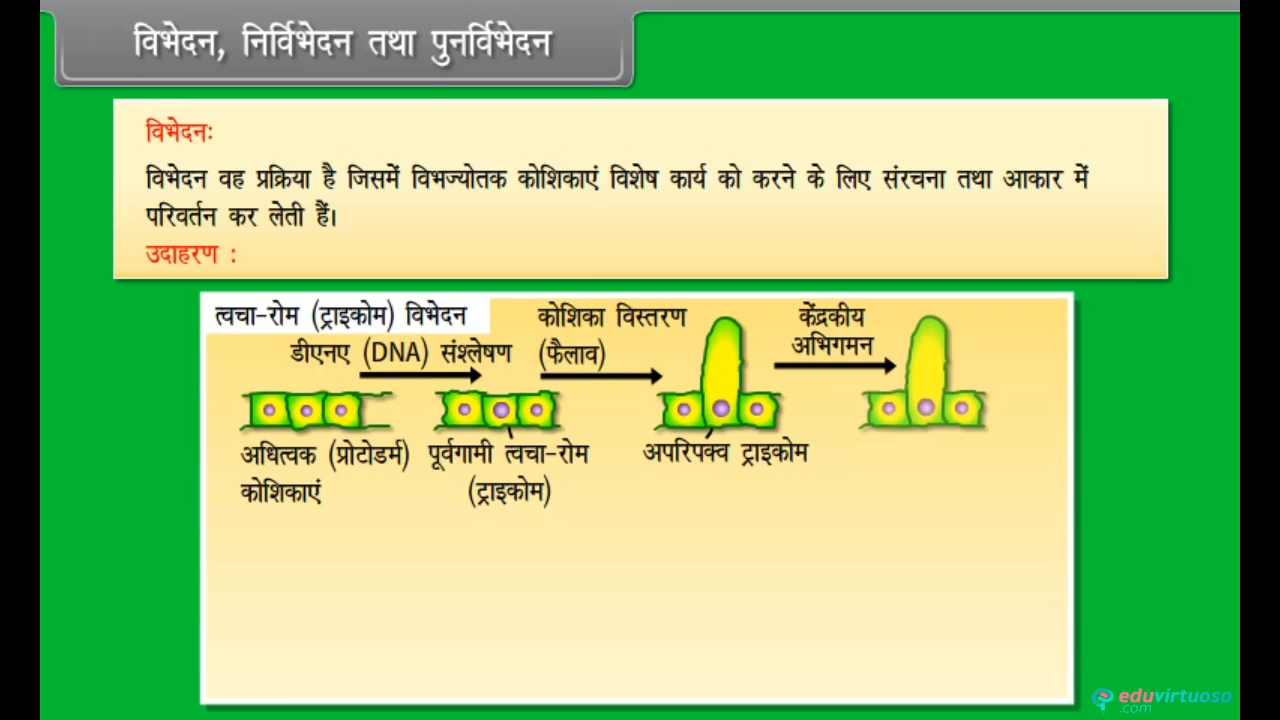 विभेदन, निर्विभेदन तथा पुनर्विभेदन
विभेदनः
विभेदन वह प्रक्रिया है जिसमें विभज्योतक कोशिकाएं विशेष कार्य को करने के लिए संरचना तथा आकार में
परिवर्तन कर लेती हैं।
उदाहरण :
त्वचा-रोम (ट्राइकोम) विभेदन
डीएनए (DNA) संश्लेषण
कोशिका विस्तरण
(फैलाव)
केंद्रकीय
अभिगमन
अधित्वक (प्रोटोडर्म)
कोशिकाएं
पूर्वगामी त्वचा-रोम
(ट्राइकोम)
अपरिपक्व ट्राइकोम
eduvirtuoso
.com